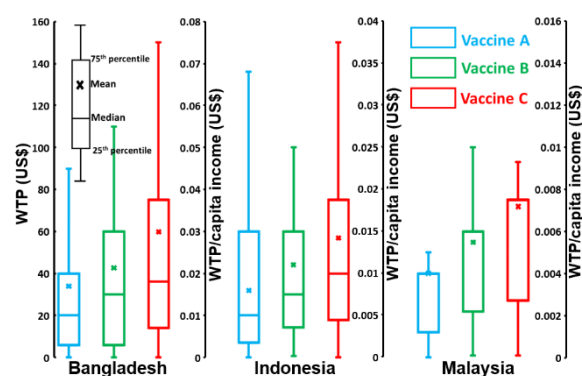 160
140
120
100
80
60
40
20
0
WTP (US$)
75th percentile
Mean
Median
25th percentile
Bangladesh
0.08
0.07
0.06
0.05
0.04
0.03
0.02
0.01
0.00
WTP/capita income (US$)
Indonesia
0.04
0.035
0.03
0.025
0.02
0.015
0.01
0.005
0.000
WTP/capita income (US$)
Vaccine A
Vaccine B
Vaccine C
Malaysia
0.016
0.014
0.012
0.01
0.008
0.006
0.004
0.002
0.000
WTP/capita income (US$)